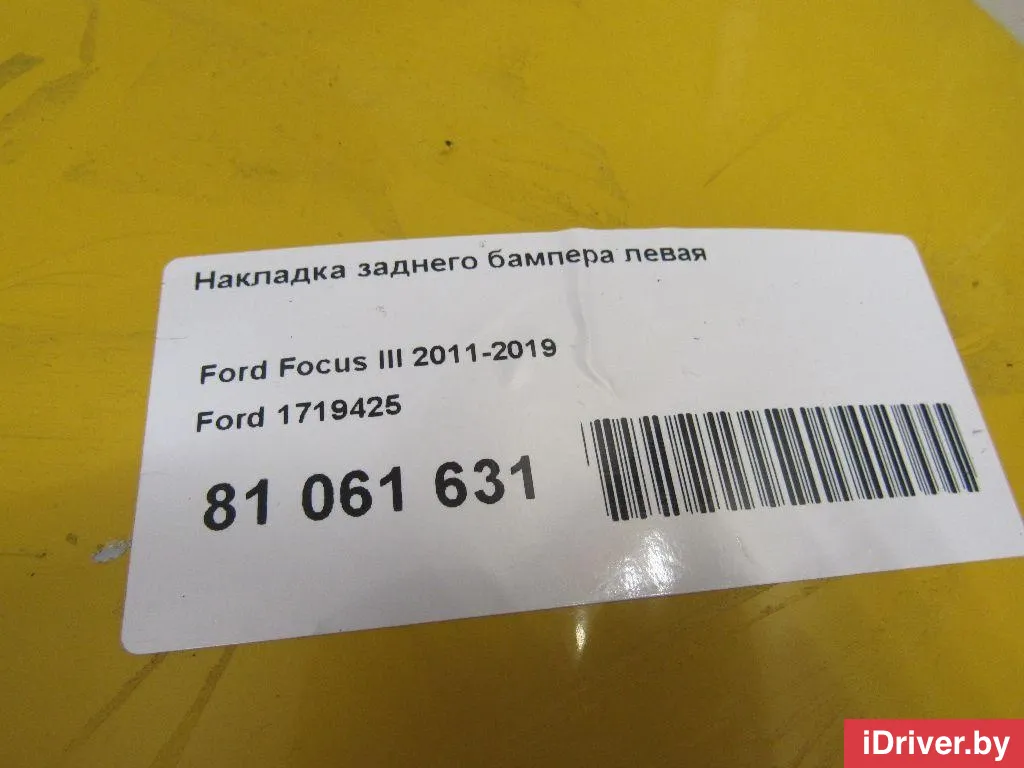 Накладка заднего бампера левая
Ford Focus III 2011-2019
Ford 1719425
81 061 631
iDriver.by